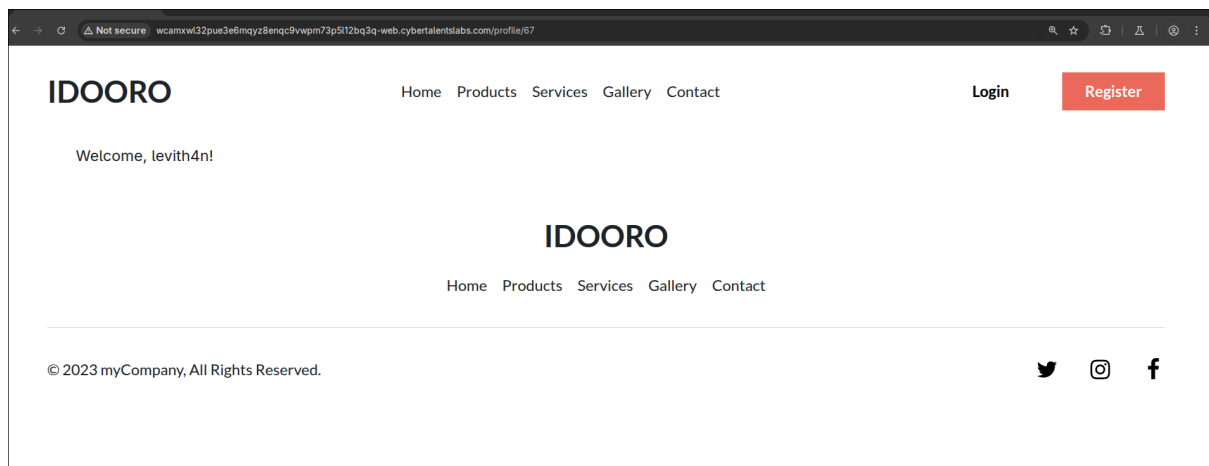 Not secure wcamxwl32pue3e6mqyz8enqc9vwpm73p5l12bq3q-web.cybertalentslabs.com/profile/67
IDOORO Home Products Services Gallery Contact Login Register
Welcome, levith4n!
IDOORO
Home Products Services Gallery Contact
© 2023 myCompany, All Rights Reserved.